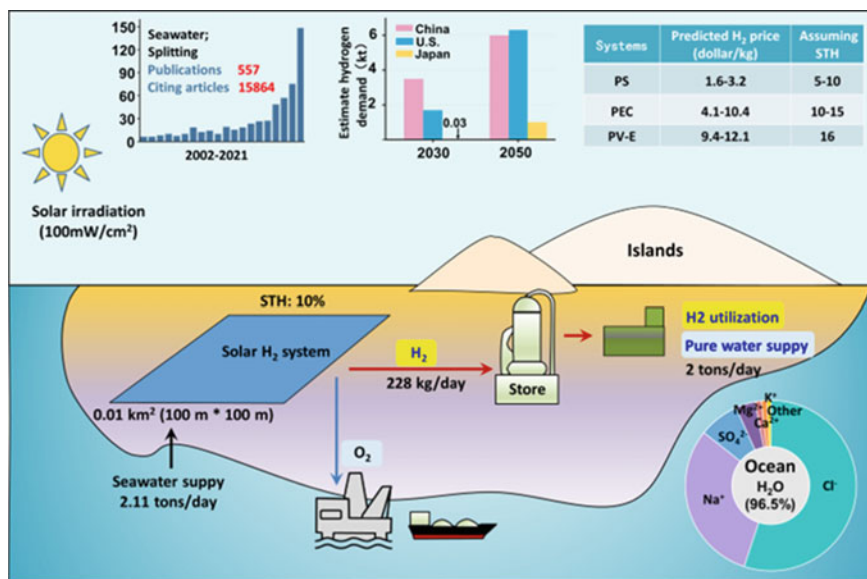 150
120
90
60
30
0
Seawater;
Splitting
Publications 557
Citing articles 15864
2002-2021
Estimate hydrogen
demand (kt)
6
4
2
China
U.S.
Japan
0.03
2030
2050
Systems
Predicted H₂ price
(dollar/kg)
Assuming
STH
PS 1.6-3.2 5-10
PEC 4.1-10.4 10-15
PV-E 9.4-12.1 16
Solar irradiation
(100mW/cm²)
Islands
STH: 10%
Solar H₂ system
H₂
228 kg/day
Store
H2 utilization
Pure water suppy
2 tons/day
0.01 km² (100 m * 100 m)
Seawater suppy
2.11 tons/day
O₂
K⁺
Mg²⁺
Other
Ca²⁺
SO₄²⁻
Na⁺
Cl⁻
Ocean
H₂O
(96.5%)